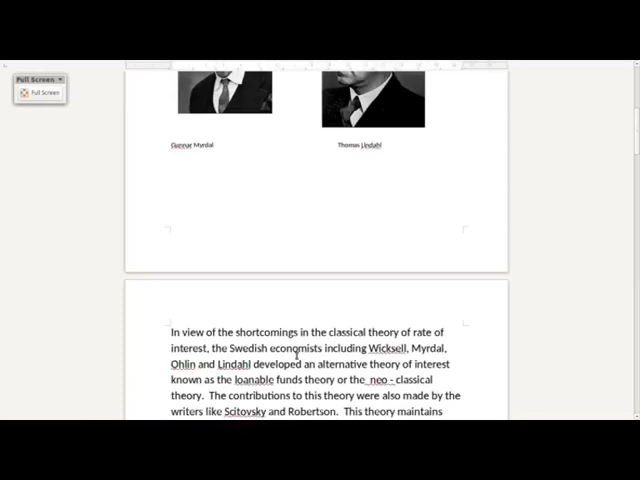 Full Screen
Full Screen
Gunnar Myrdal
Thomas Lindahl
In view of the shortcomings in the classical theory of rate of
interest, the Swedish economists including Wicksell, Myrdal,
Ohlin and Lindahl developed an alternative theory of interest
known as the loanable funds theory or the neo - classical
theory. The contributions to this theory were also made by the
writers like Scitovsky and Robertson. This theory maintains